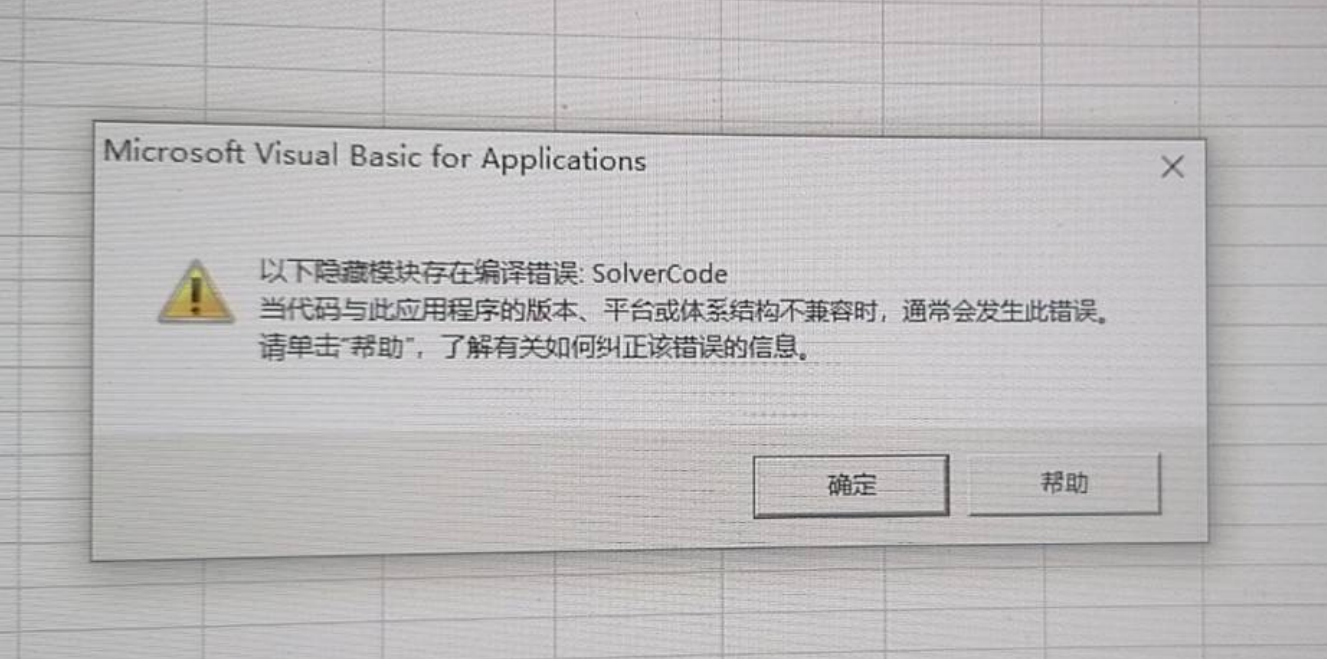 Microsoft Visual Basic for Applications
以下隐藏模块存在编译错误: SolverCode
当代码与此应用程序的版本、平台或体系结构不兼容时，通常会发生此错误。
请单击“帮助”，了解有关如何纠正该错误的信息。
确定
帮助